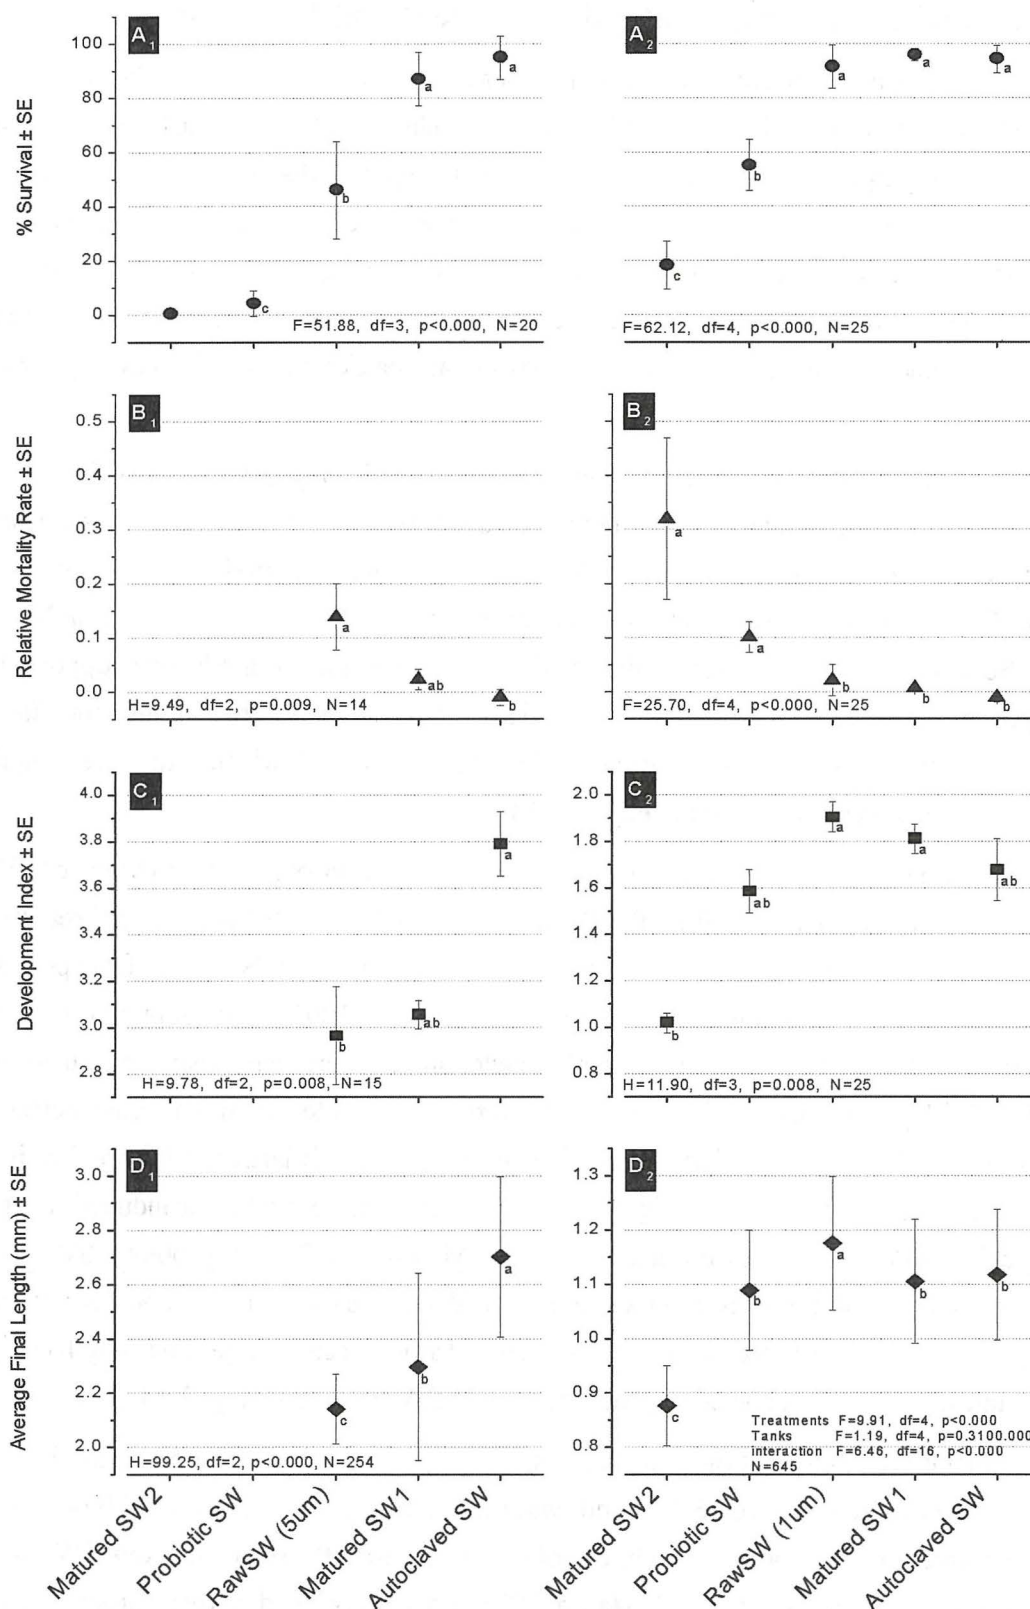 A1
A2
% Survival ± SE
100
80
60
40
20
0
a
a
b
c
F=51.88, df=3, p<0.000, N=20
a
a
a
b
c
F=62.12, df=4, p<0.000, N=25
B1
B2
Relative Mortality Rate ± SE
0.5
0.4
0.3
0.2
0.1
0.0
a
ab
b
H=9.49, df=2, p=0.009, N=14
a
a
b
b
b
F=25.70, df=4, p<0.000, N=25
C1
C2
Development Index ± SE
4.0
3.8
3.6
3.4
3.2
3.0
2.8
a
b
ab
H=9.78, df=2, p=0.008, N=15
2.0
1.8
1.6
1.4
1.2
1.0
0.8
b
ab
a
a
ab
H=11.90, df=3, p=0.008, N=25
D1
D2
Average Final Length (mm) ± SE
3.0
2.8
2.6
2.4
2.2
2.0
c
b
a
H=99.25, df=2, p<0.000, N=254
1.3
1.2
1.1
1.0
0.9
0.8
c
b
a
b
b
Treatments F=9.91, df=4, p<0.000
Tanks F=1.19, df=4, p=0.3100.000
interaction F=6.46, df=16, p<0.000
N=645
Matured SW2
Probiotic SW
RawSW (5um)
Matured SW1
Autoclaved SW
Matured SW2
Probiotic SW
RawSW (1um)
Matured SW1
Autoclaved SW